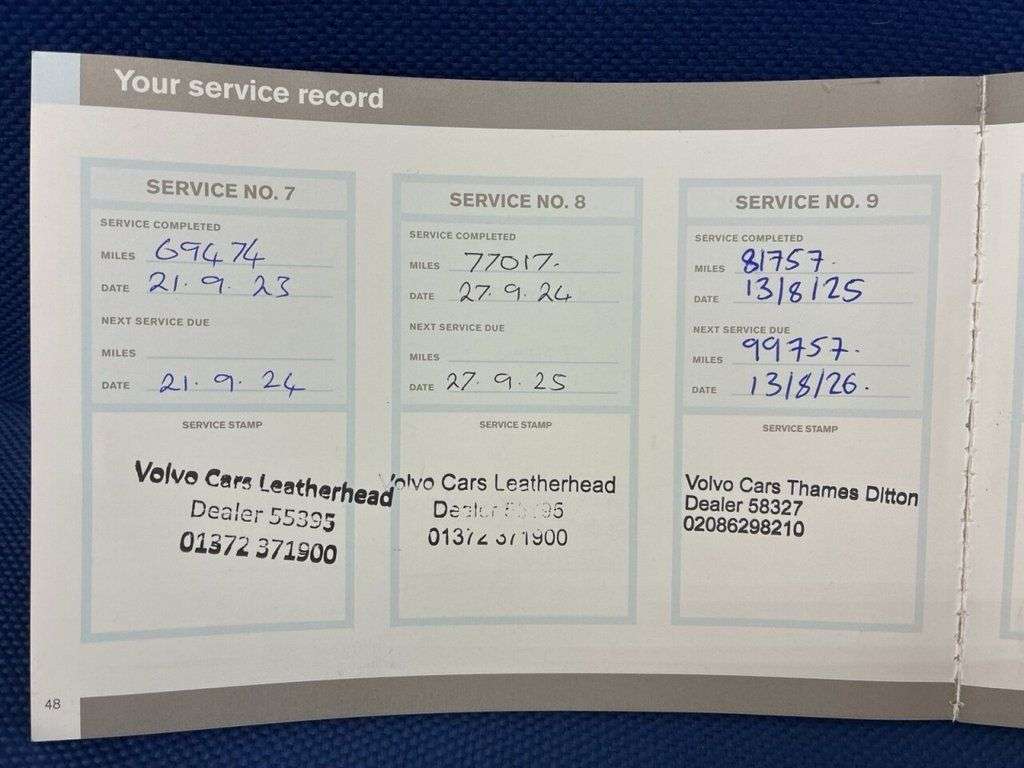 Your service record
SERVICE NO. 7
SERVICE COMPLETED
MILES 69474
DATE 21. 9. 23
NEXT SERVICE DUE
MILES
DATE 21. 9. 24
SERVICE STAMP
Volvo Cars Leatherhead
Dealer 55395
01372 371900
SERVICE NO. 8
SERVICE COMPLETED
MILES 77017.
DATE 27. 9. 24
NEXT SERVICE DUE
MILES
DATE 27. 9. 25
SERVICE STAMP
Volvo Cars Leatherhead
Dealer 55395
01372 371900
SERVICE NO. 9
SERVICE COMPLETED
MILES 81757.
DATE 13/8/25
NEXT SERVICE DUE
MILES 99757.
DATE 13/8/26.
SERVICE STAMP
Volvo Cars Thames Ditton
Dealer 58327
02086298210
48